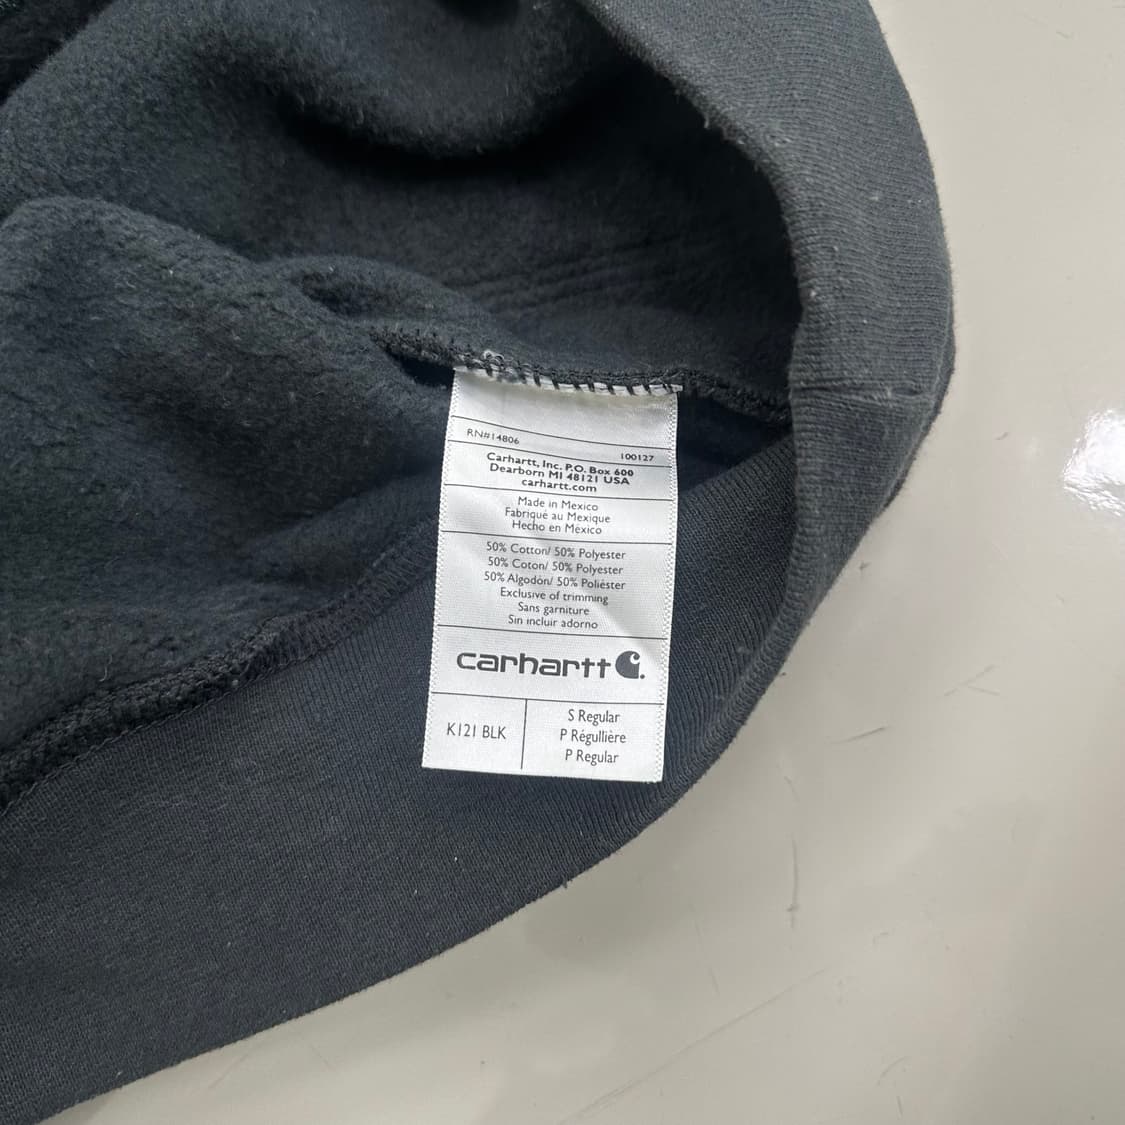 RN#14806
100127
Carhartt, Inc. P.O. Box 600
Dearborn MI 48121 USA
carhartt.com
Made in Mexico
Fabriqué au Mexique
Hecho en México
50% Cotton/ 50% Polyester
50% Coton/ 50% Polyester
50% Algodón/ 50% Poliéster
Exclusive of trimming
Sans garniture
Sin incluir adorno
carhartt
K121 BLK
S Regular
P Régullière
P Regular